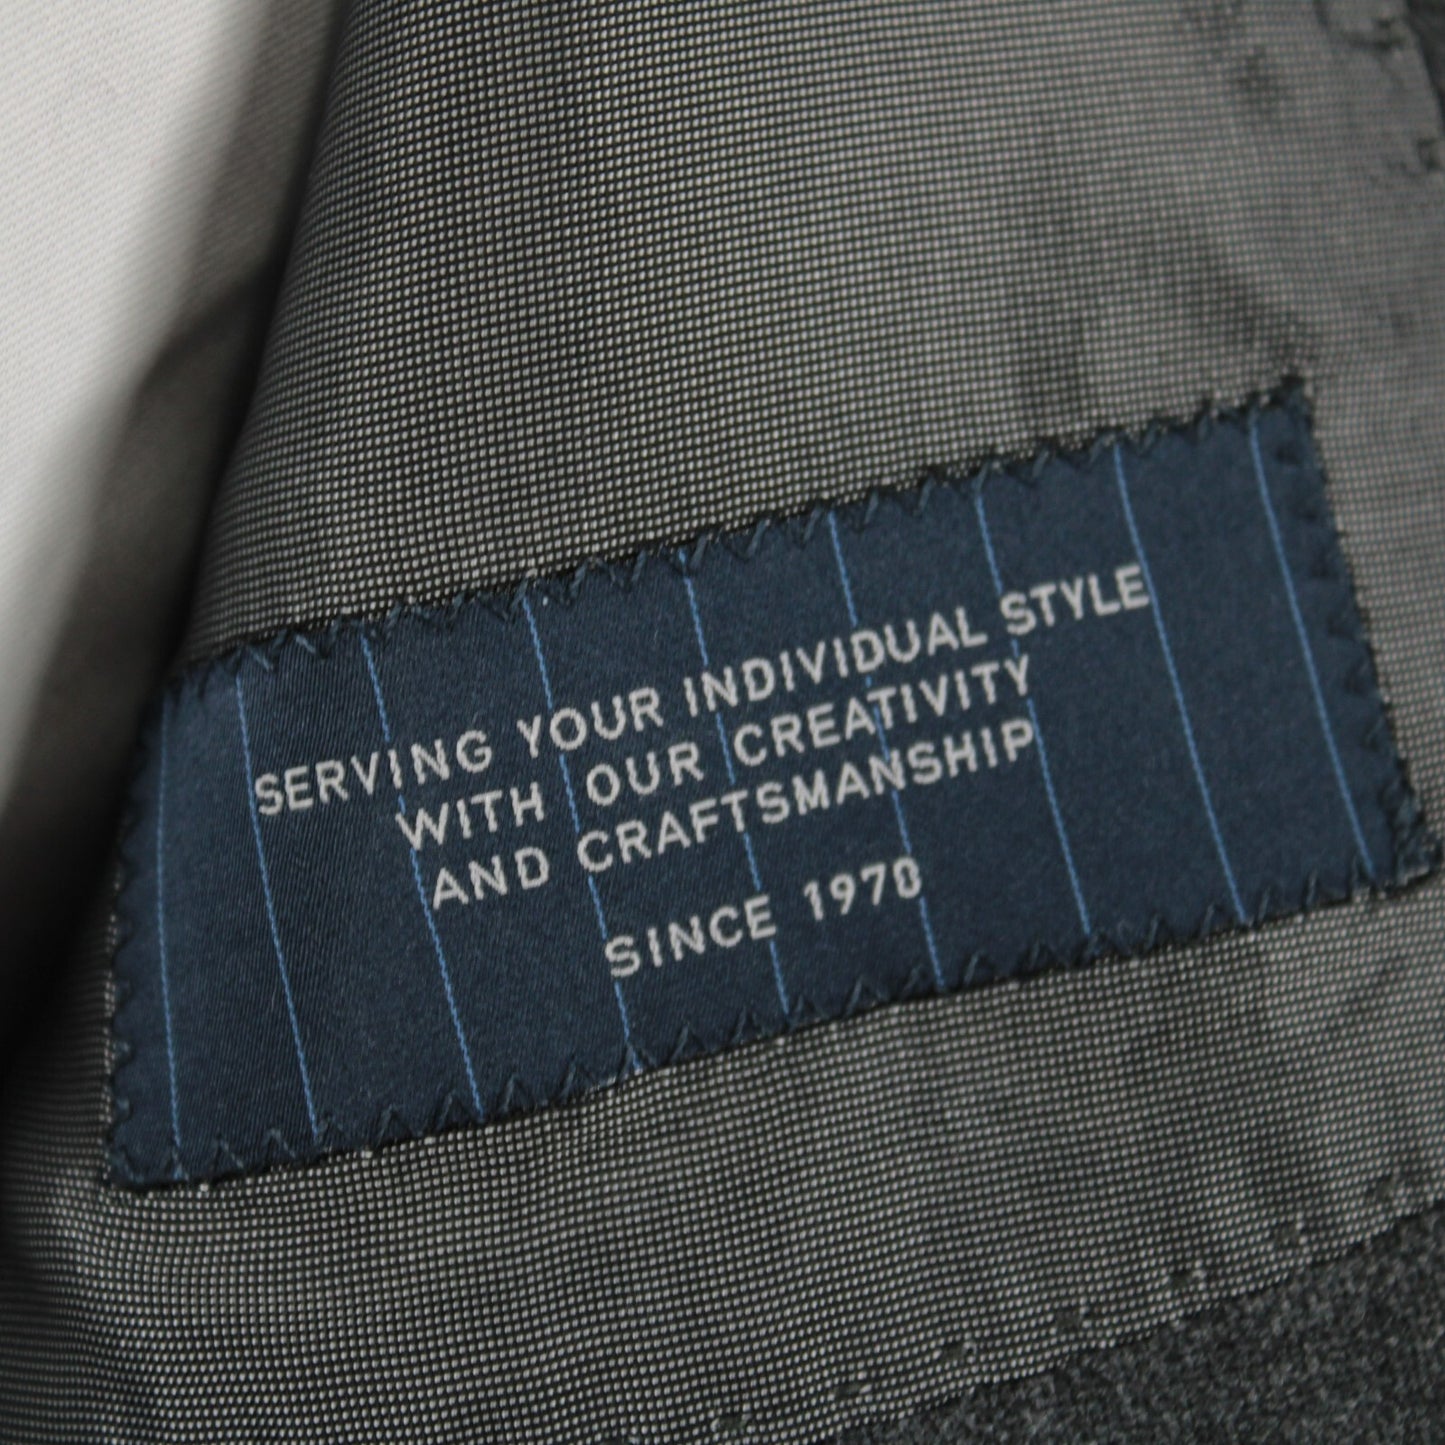 SERVING YOUR INDIVIDUAL STYLE
WITH OUR CREATIVITY
AND CRAFTSMANSHIP
SINCE 1970